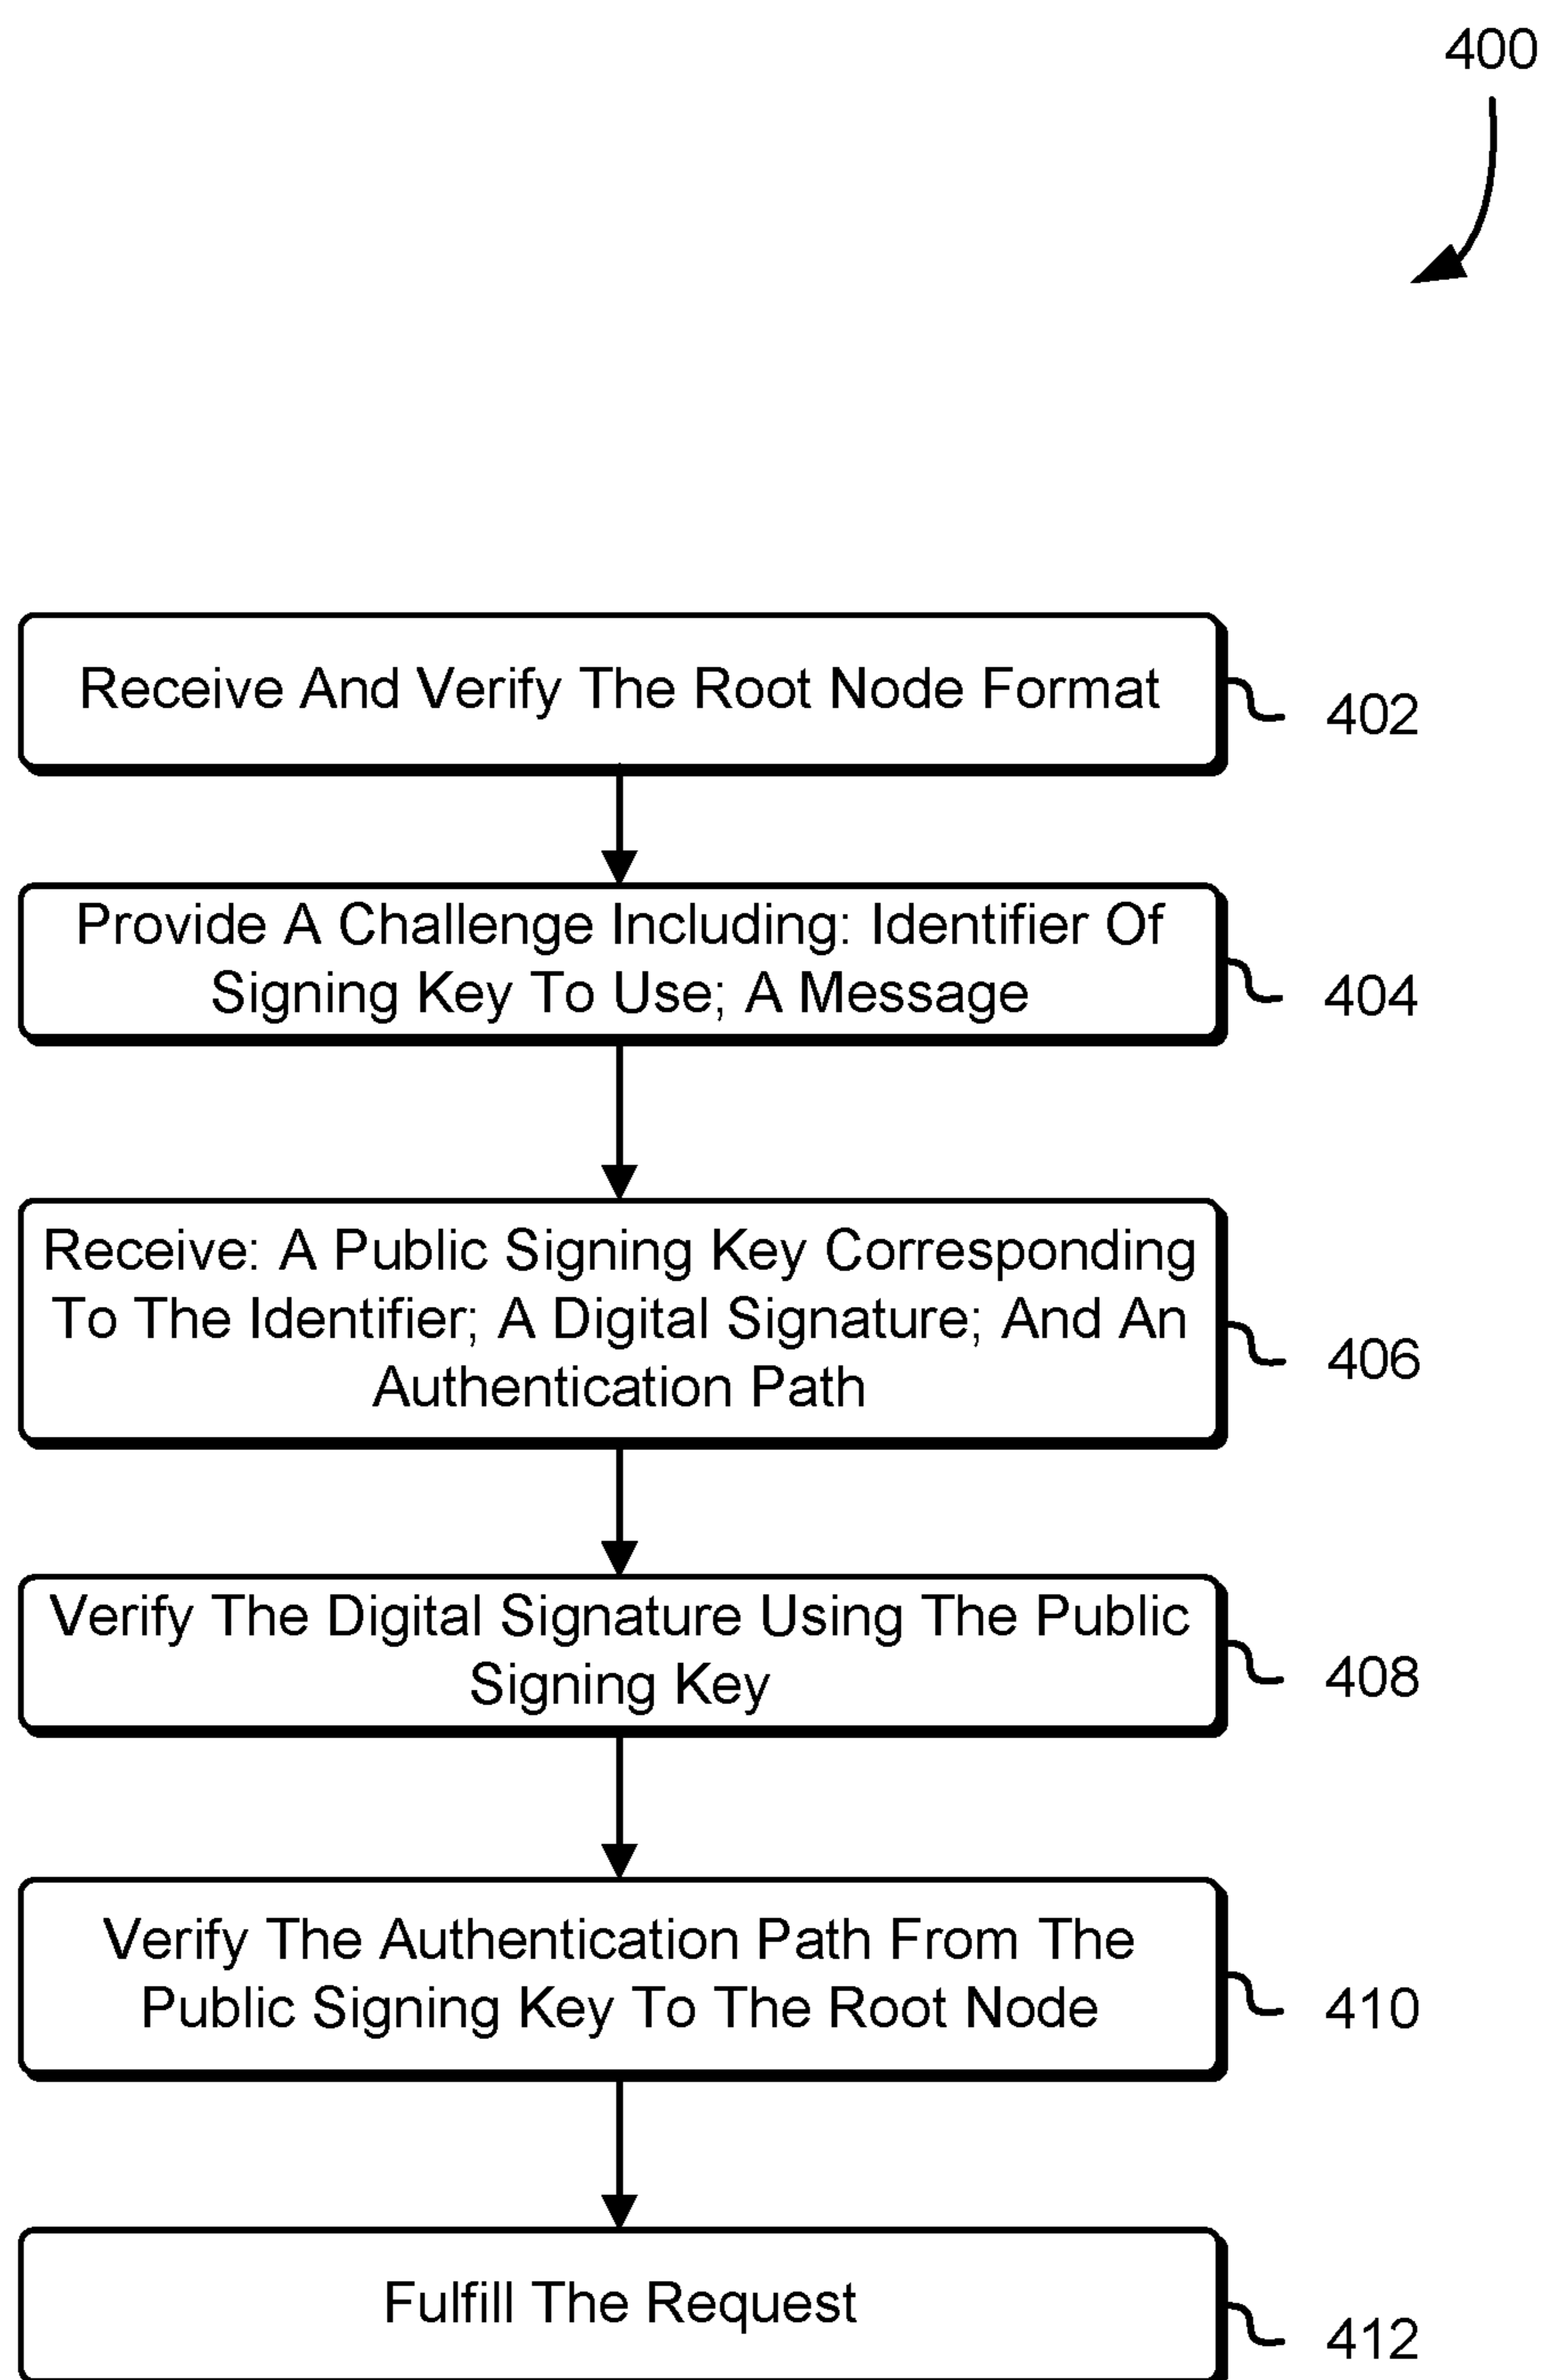 400
Receive And Verify The Root Node Format
402
Provide A Challenge Including: Identifier Of
Signing Key To Use; A Message
404
Receive: A Public Signing Key Corresponding
To The Identifier; A Digital Signature; And An
Authentication Path
406
Verify The Digital Signature Using The Public
Signing Key
408
Verify The Authentication Path From The
Public Signing Key To The Root Node
410
Fulfill The Request
412